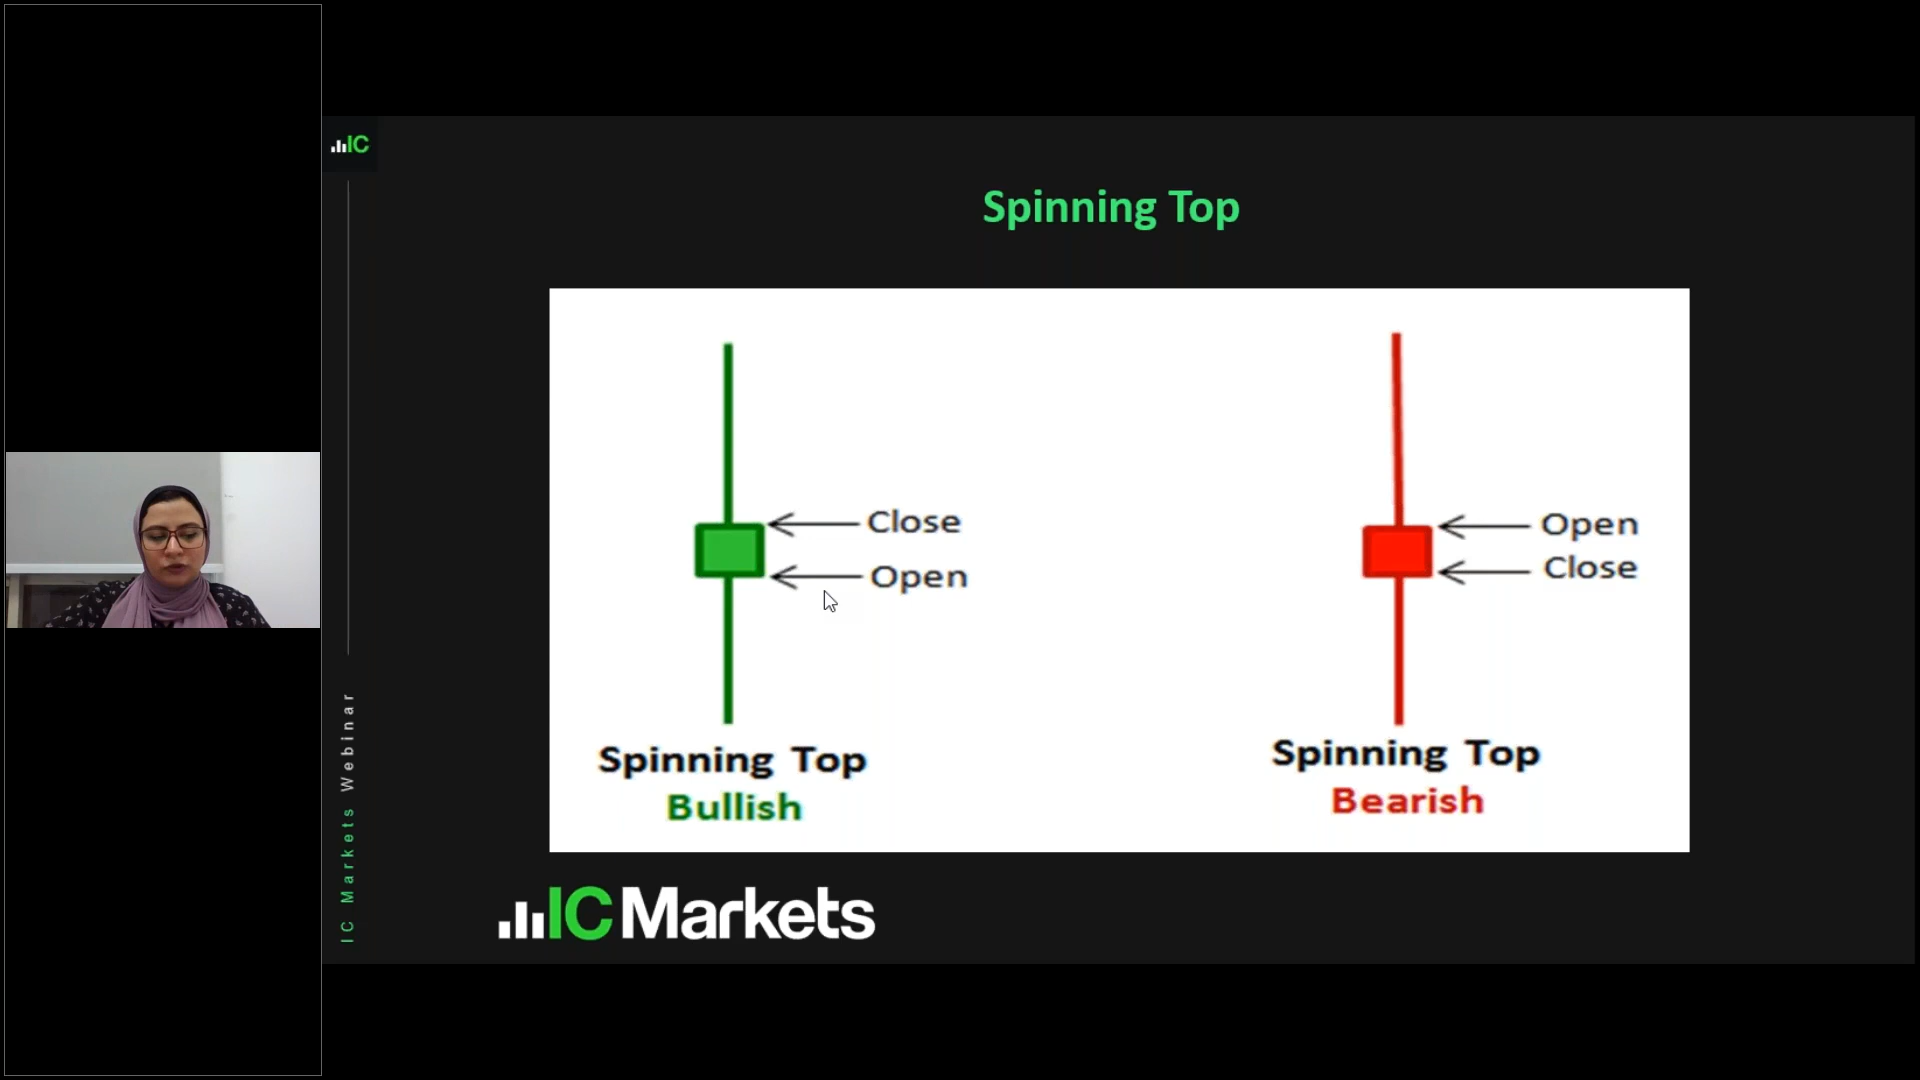 IC
Spinning Top
Close
Open
Spinning Top
Bullish
Open
Close
Spinning Top
Bearish
IC Markets Webinar
IC Markets